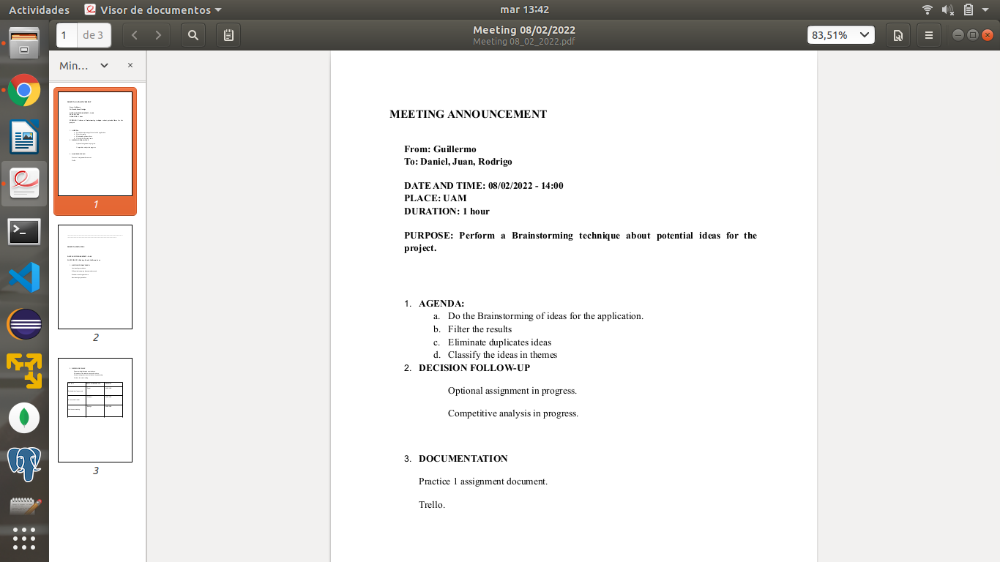 Actividades
Visor de documentos
mar 13:42
1
de 3
Meeting 08/02/2022
Meeting 08_02_2022.pdf
83,51%
Min...
1
2
3
MEETING ANNOUNCEMENT
From: Guillermo
To: Daniel, Juan, Rodrigo
DATE AND TIME: 08/02/2022 - 14:00
PLACE: UAM
DURATION: 1 hour
PURPOSE: Perform a Brainstorming technique about potential ideas for the
project.
1. AGENDA:
a. Do the Brainstorming of ideas for the application.
b. Filter the results
c. Eliminate duplicates ideas
d. Classify the ideas in themes
2. DECISION FOLLOW-UP
Optional assignment in progress.
Competitive analysis in progress.
3. DOCUMENTATION
Practice 1 assignment document.
Trello.